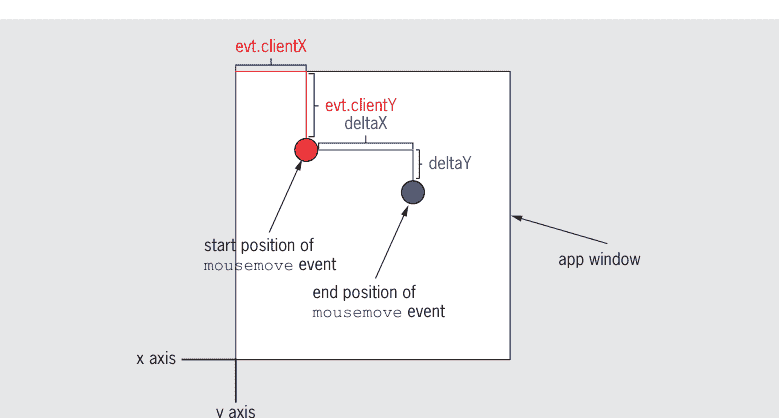 evt.clientX
evt.clientY
deltaX
deltaY
start position of
mousemove event
app window
end position of
mousemove event
x axis
y axis